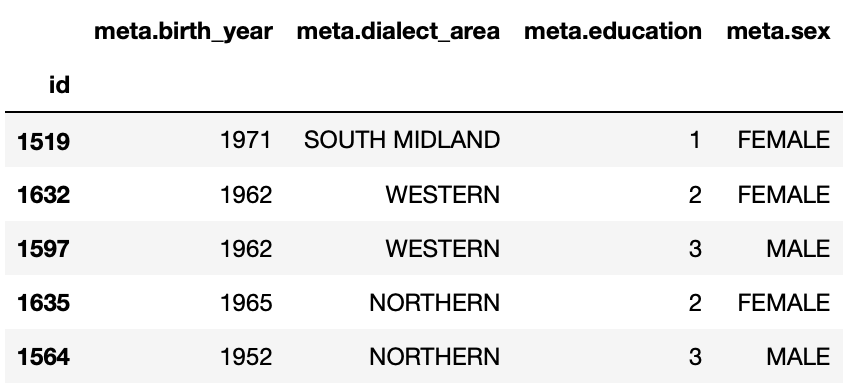 meta.birth_year meta.dialect_area meta.education meta.sex
id
1519 1971 SOUTH MIDLAND 1 FEMALE
1632 1962 WESTERN 2 FEMALE
1597 1962 WESTERN 3 MALE
1635 1965 NORTHERN 2 FEMALE
1564 1952 NORTHERN 3 MALE